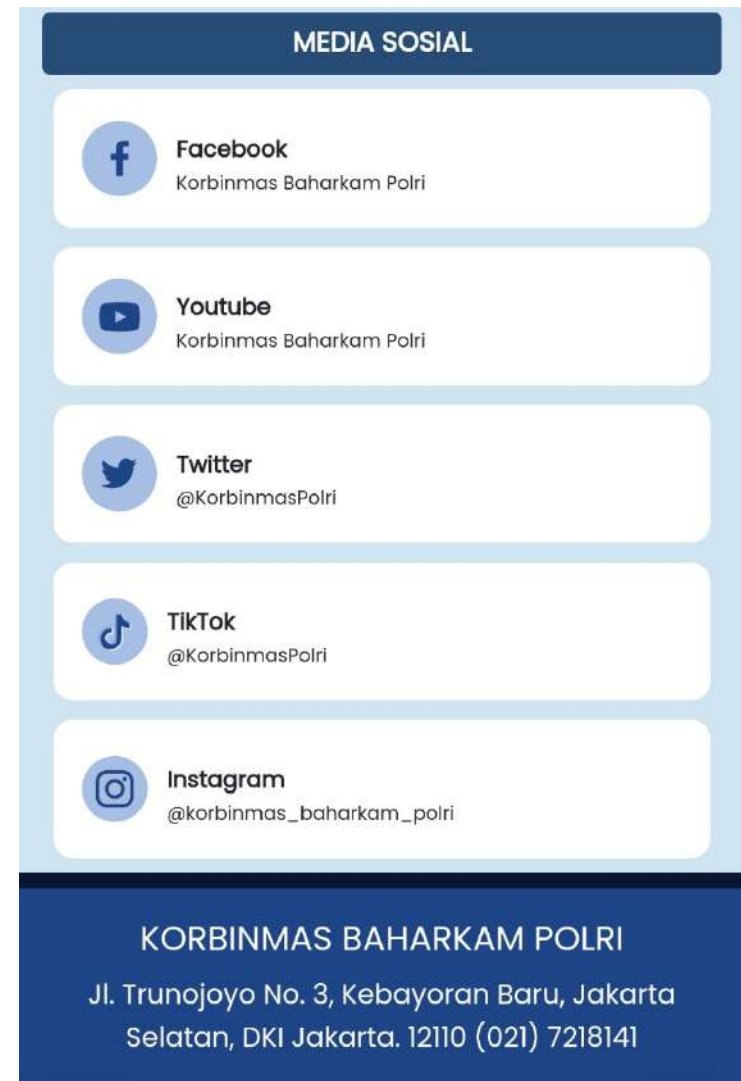 MEDIA SOSIAL
Facebook
Korbinmas Baharkam Polri
Youtube
Korbinmas Baharkam Polri
Twitter
@KorbinmasPolri
TikTok
@KorbinmasPolri
Instagram
@korbinmas_baharkam_polri
KORBINMAS BAHARKAM POLRI
Jl. Trunojoyo No. 3, Kebayoran Baru, Jakarta
Selatan, DKI Jakarta. 12110 (021) 7218141